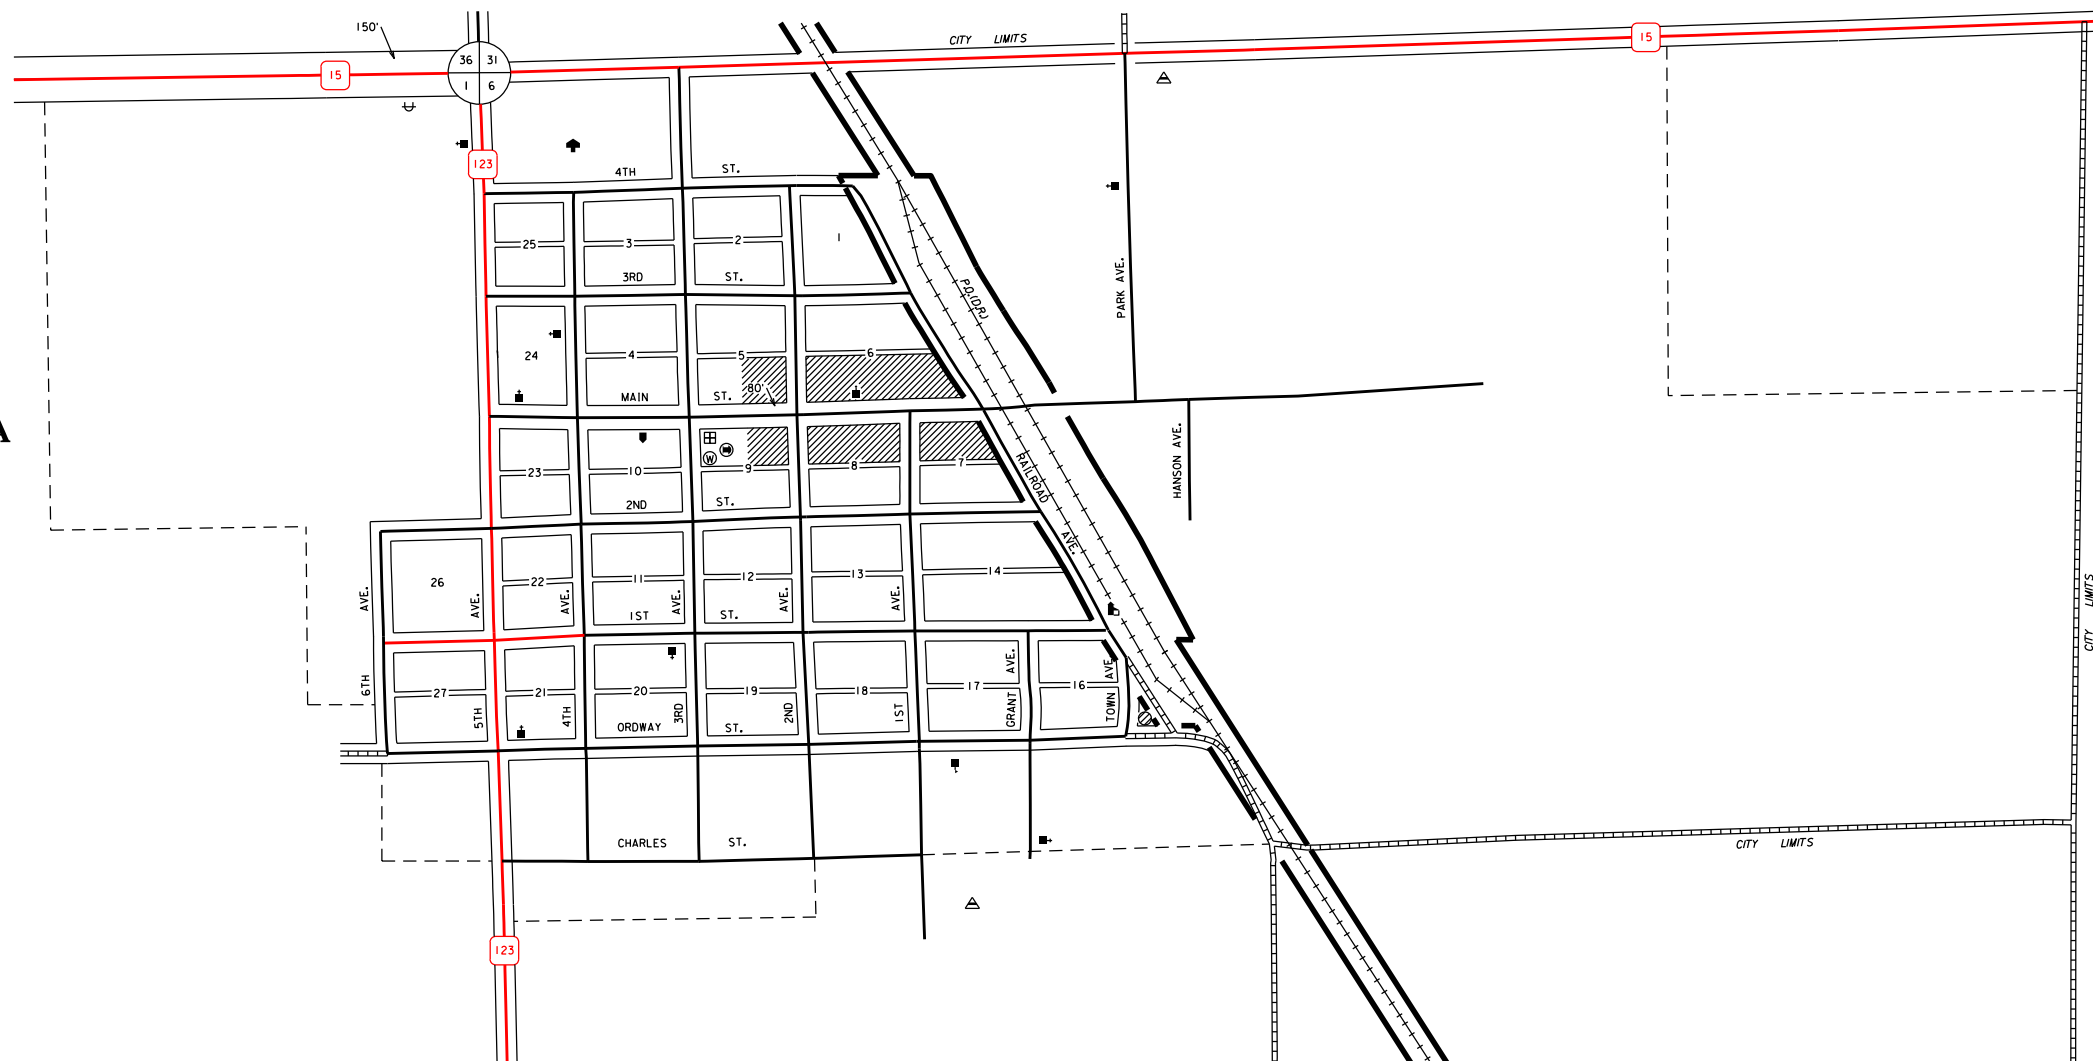 150'
CITY LIMITS
15
36 31
1 6
15
123
4TH ST.
25
3
2
1
3RD ST.
P.D.(D.R.)
PARK AVE.
24
4
5
6
80'
MAIN ST.
23
10
W
9
8
7
HANSON AVE.
RAILROAD AVE.
2ND ST.
26
22
11
12
13
14
6TH AVE.
5TH AVE.
4TH AVE.
3RD AVE.
2ND AVE.
1ST AVE.
1ST ST.
GRANT AVE.
TOWN AVE
27
21
20
19
18
17
16
ORDWAY ST.
CHARLES ST.
CITY LIMITS
CITY LIMITS
123
A